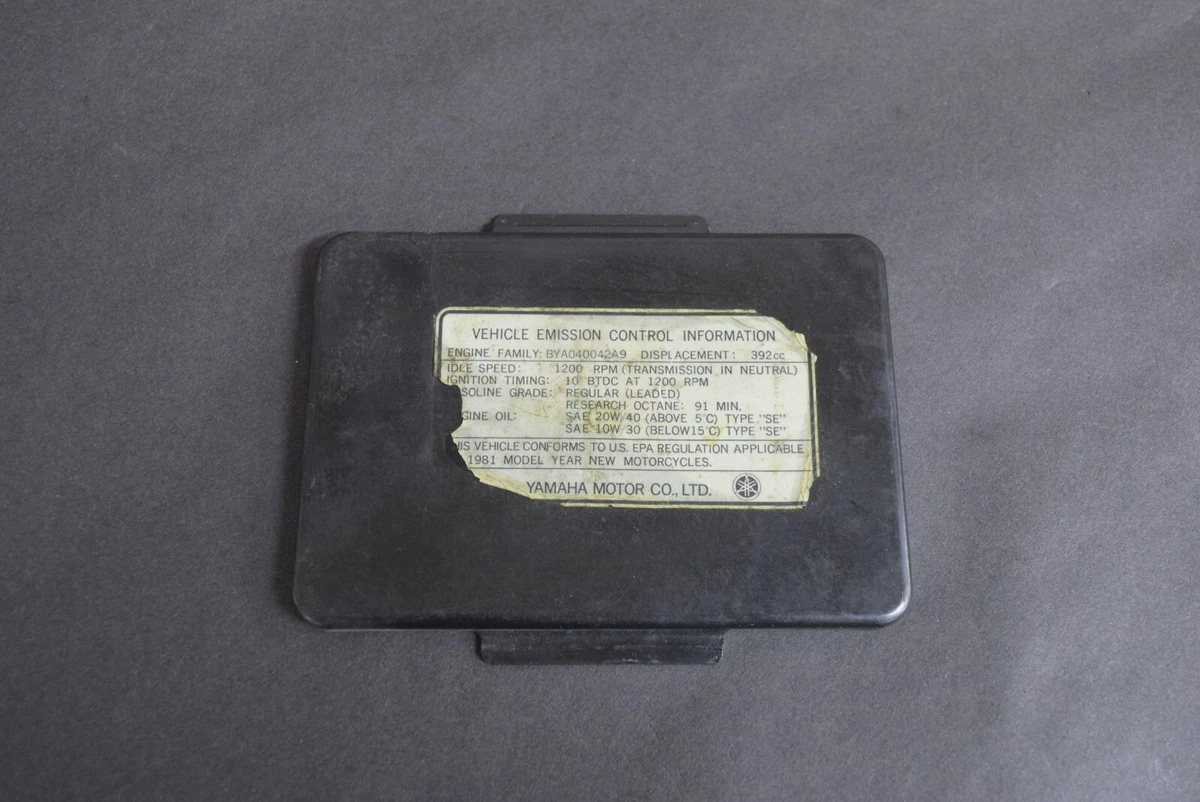 VEHICLE EMISSION CONTROL INFORMATION
ENGINE FAMILY: BYA040042A9 DISPLACEMENT: 392cc
IDLE SPEED: 1200 RPM (TRANSMISSION IN NEUTRAL)
IGNITION TIMING: 10 BTDC AT 1200 RPM
SOLINE GRADE: REGULAR (LEADED)
RESEARCH OCTANE: 91 MIN.
GINE OIL: SAE 20W/40 (ABOVE 5°C) TYPE "SE"
SAE 10W/30 (BELOW 15°C) TYPE "SE"
IS VEHICLE CONFORMS TO U.S. EPA REGULATION APPLICABLE
1981 MODEL YEAR NEW MOTORCYCLES.
YAMAHA MOTOR CO., LTD.